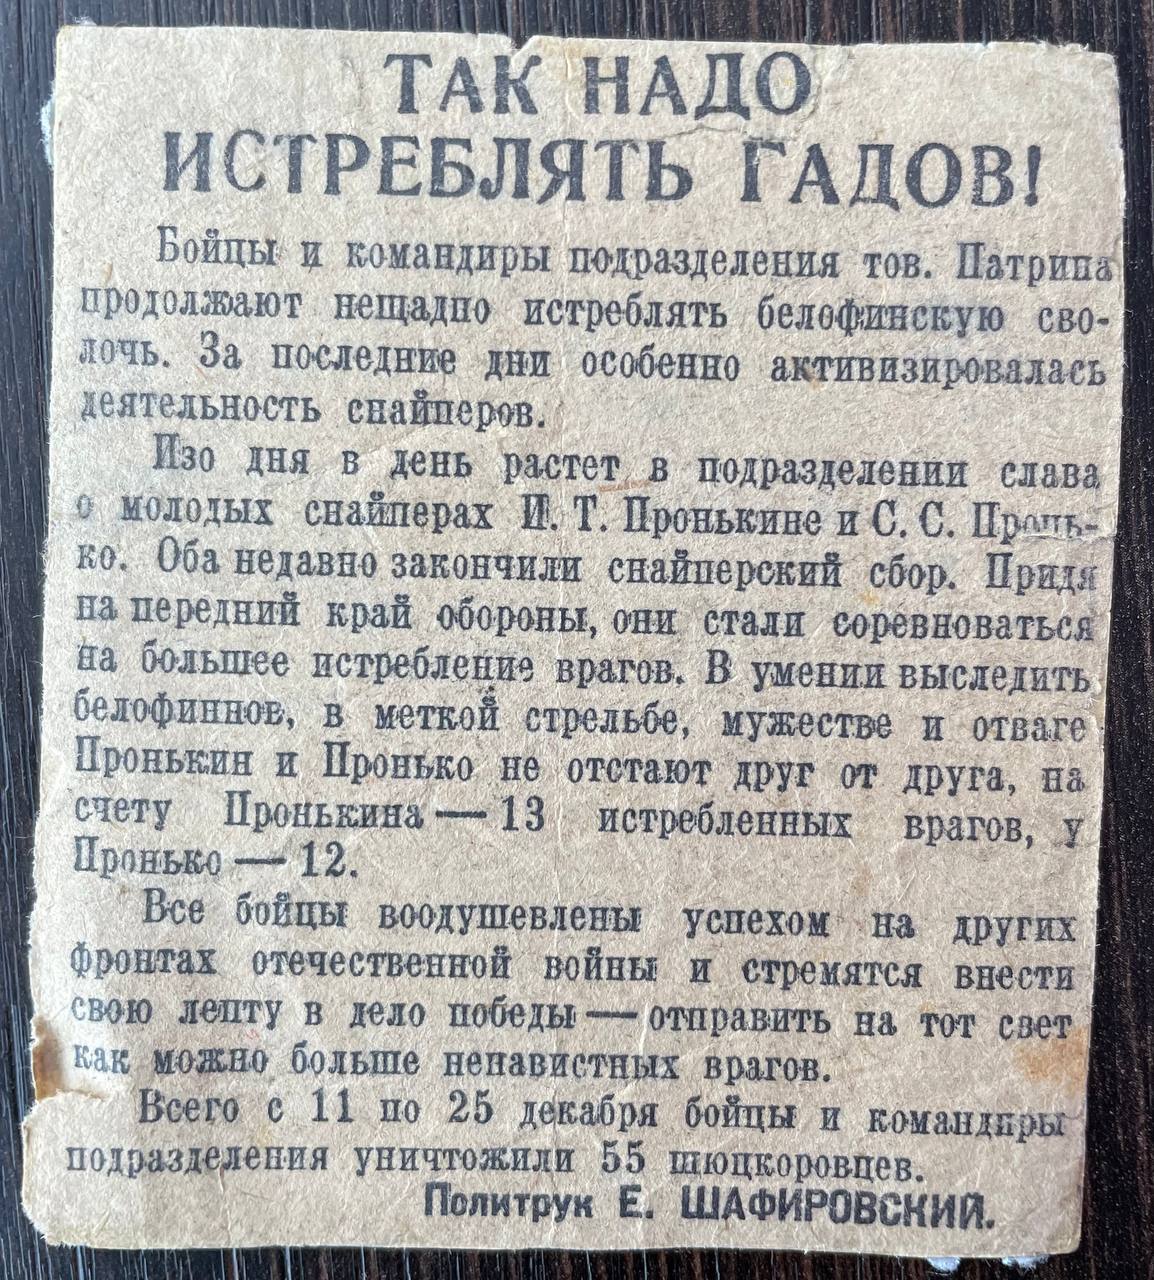 ТАК НАДО
ИСТРЕБЛЯТЬ ГАДОВ!
Бойцы и командиры подразделения тов. Патрипа
продолжают нещадно истреблять белофинскую сво-
лочь. За последние дни особенно активизировалась
деятельность снайперов.
Изо дня в день растет в подразделении слава
о молодых снайперах И. Т. Пронькине и С. С. Пронь-
ко. Оба недавно закончили снайперский сбор. Придя
на передний край обороны, они стали соревноваться
на большее истребление врагов. В умении выследить
белофиннов, в меткой стрельбе, мужестве и отваге
Пронькин и Пронько не отстают друг от друга, на
счету Пронькина — 13 истребленных врагов, у
Пронько — 12.
Все бойцы воодушевлены успехом на других
фронтах отечественной войны и стремятся внести
свою лепту в дело победы — отправить на тот свет
как можно больше ненавистных врагов.
Всего с 11 по 25 декабря бойцы и командиры
подразделения уничтожили 55 шюцкоровцев.
Политрук Е. ШАФИРОВСКИЙ.